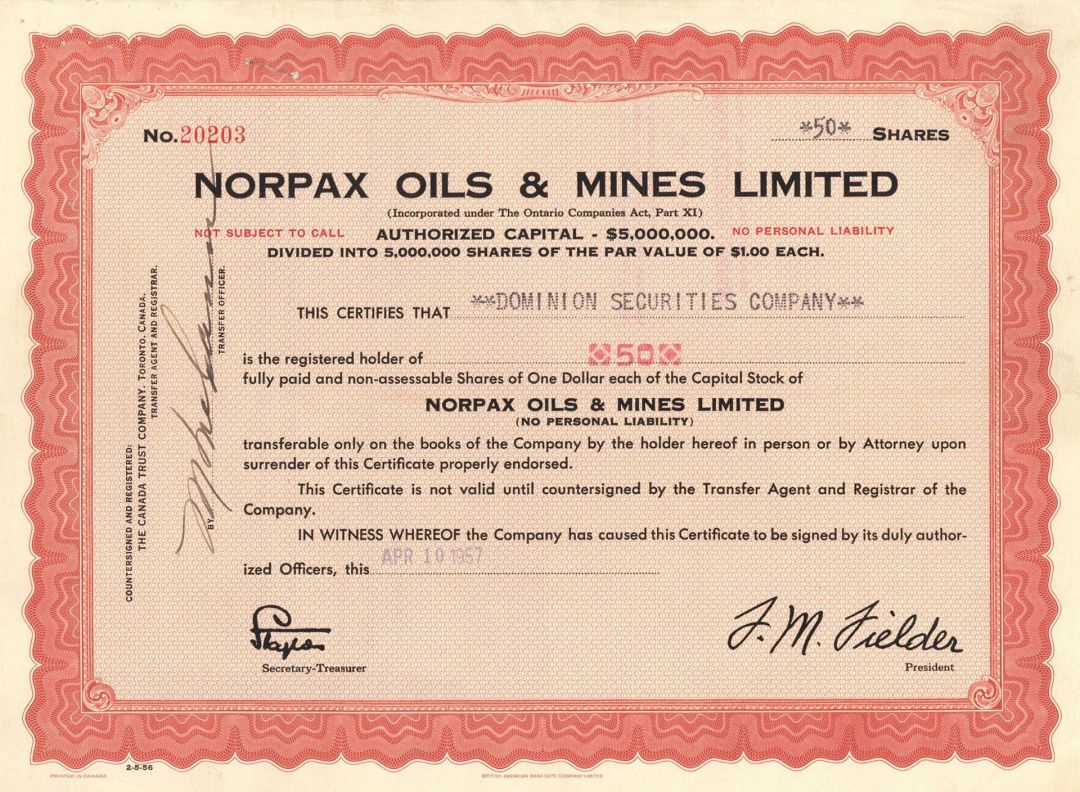 No. 20203
*50* SHARES
NORPAX OILS & MINES LIMITED
(Incorporated under The Ontario Companies Act, Part XI)
NOT SUBJECT TO CALL AUTHORIZED CAPITAL - $5,000,000. NO PERSONAL LIABILITY
DIVIDED INTO 5,000,000 SHARES OF THE PAR VALUE OF $1.00 EACH.
THIS CERTIFIES THAT **DOMINION SECURITIES COMPANY**
is the registered holder of 50
fully paid and non-assessable Shares of One Dollar each of the Capital Stock of
NORPAX OILS & MINES LIMITED
(NO PERSONAL LIABILITY)
transferable only on the books of the Company by the holder hereof in person or by Attorney upon
surrender of this Certificate properly endorsed.
This Certificate is not valid until countersigned by the Transfer Agent and Registrar of the
Company.
IN WITNESS WHEREOF the Company has caused this Certificate to be signed by its duly author-
ized Officers, this APR 10 1957
COUNTERSIGNED AND REGISTERED:
THE CANADA TRUST COMPANY, TORONTO, CANADA.
TRANSFER AGENT AND REGISTRAR.
BY
TRANSFER OFFICER.
Secretary-Treasurer
F. M. Fielder
President
2-5-56
PRINTED IN CANADA
BRITISH AMERICAN BANK NOTE COMPANY LIMITED